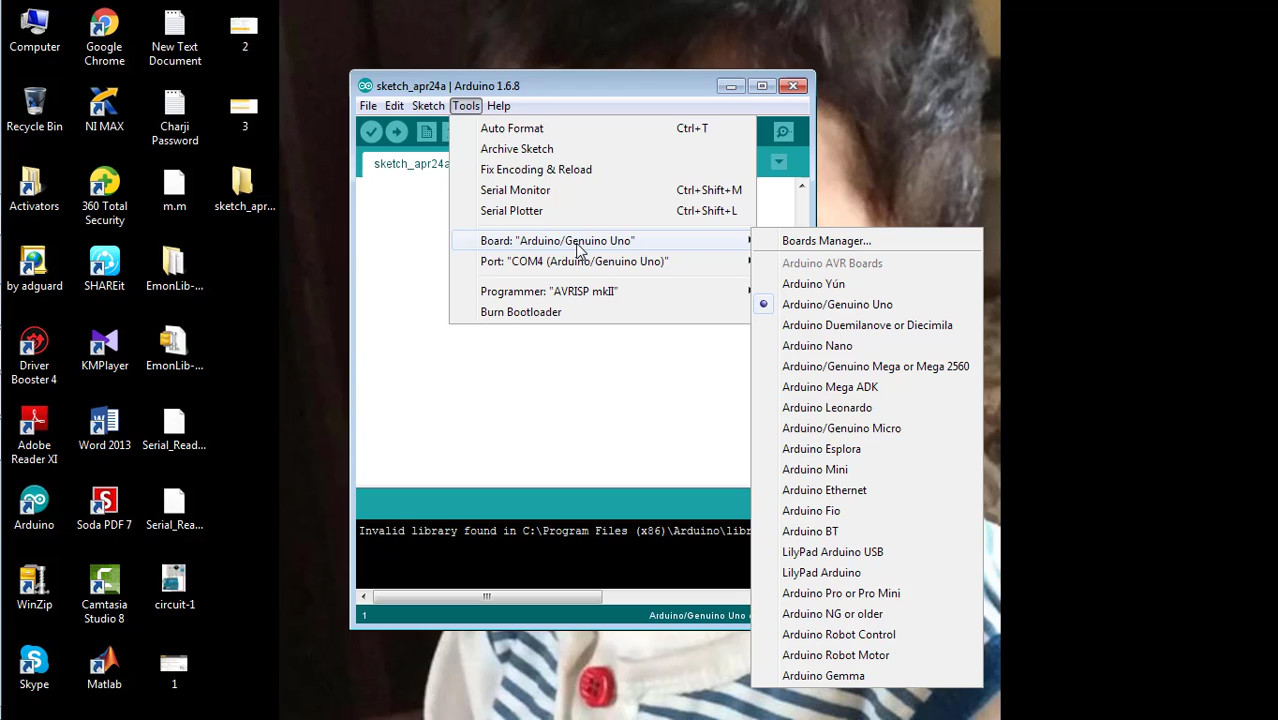 Computer
Google
Chrome
New Text
Document
2
Recycle Bin
NI MAX
Charji
Password
3
Activators
360 Total
Security
m.m
sketch_apr...
by adguard
SHAREit
EmonLib-...
Driver
Booster 4
KMPlayer
EmonLib-...
Adobe
Reader XI
Word 2013
Serial_Read...
Arduino
Soda PDF 7
Serial_Rea...
WinZip
Camtasia
Studio 8
circuit-1
Skype
Matlab
1
sketch_apr24a | Arduino 1.6.8
File Edit Sketch Tools Help
sketch_apr24a
Auto Format Ctrl+T
Archive Sketch
Fix Encoding & Reload
Serial Monitor Ctrl+Shift+M
Serial Plotter Ctrl+Shift+L
Board: "Arduino/Genuino Uno"
Port: "COM4 (Arduino/Genuino Uno)"
Programmer: "AVRISP mkII"
Burn Bootloader
Boards Manager...
Arduino AVR Boards
Arduino Yún
Arduino/Genuino Uno
Arduino Duemilanove or Diecimila
Arduino Nano
Arduino/Genuino Mega or Mega 2560
Arduino Mega ADK
Arduino Leonardo
Arduino/Genuino Micro
Arduino Esplora
Arduino Mini
Arduino Ethernet
Arduino Fio
Arduino BT
LilyPad Arduino USB
LilyPad Arduino
Arduino Pro or Pro Mini
Arduino NG or older
Arduino Robot Control
Arduino Robot Motor
Arduino Gemma
Invalid library found in C:\Program Files (x86)\Arduino\libr
1 Arduino/Genuino Uno